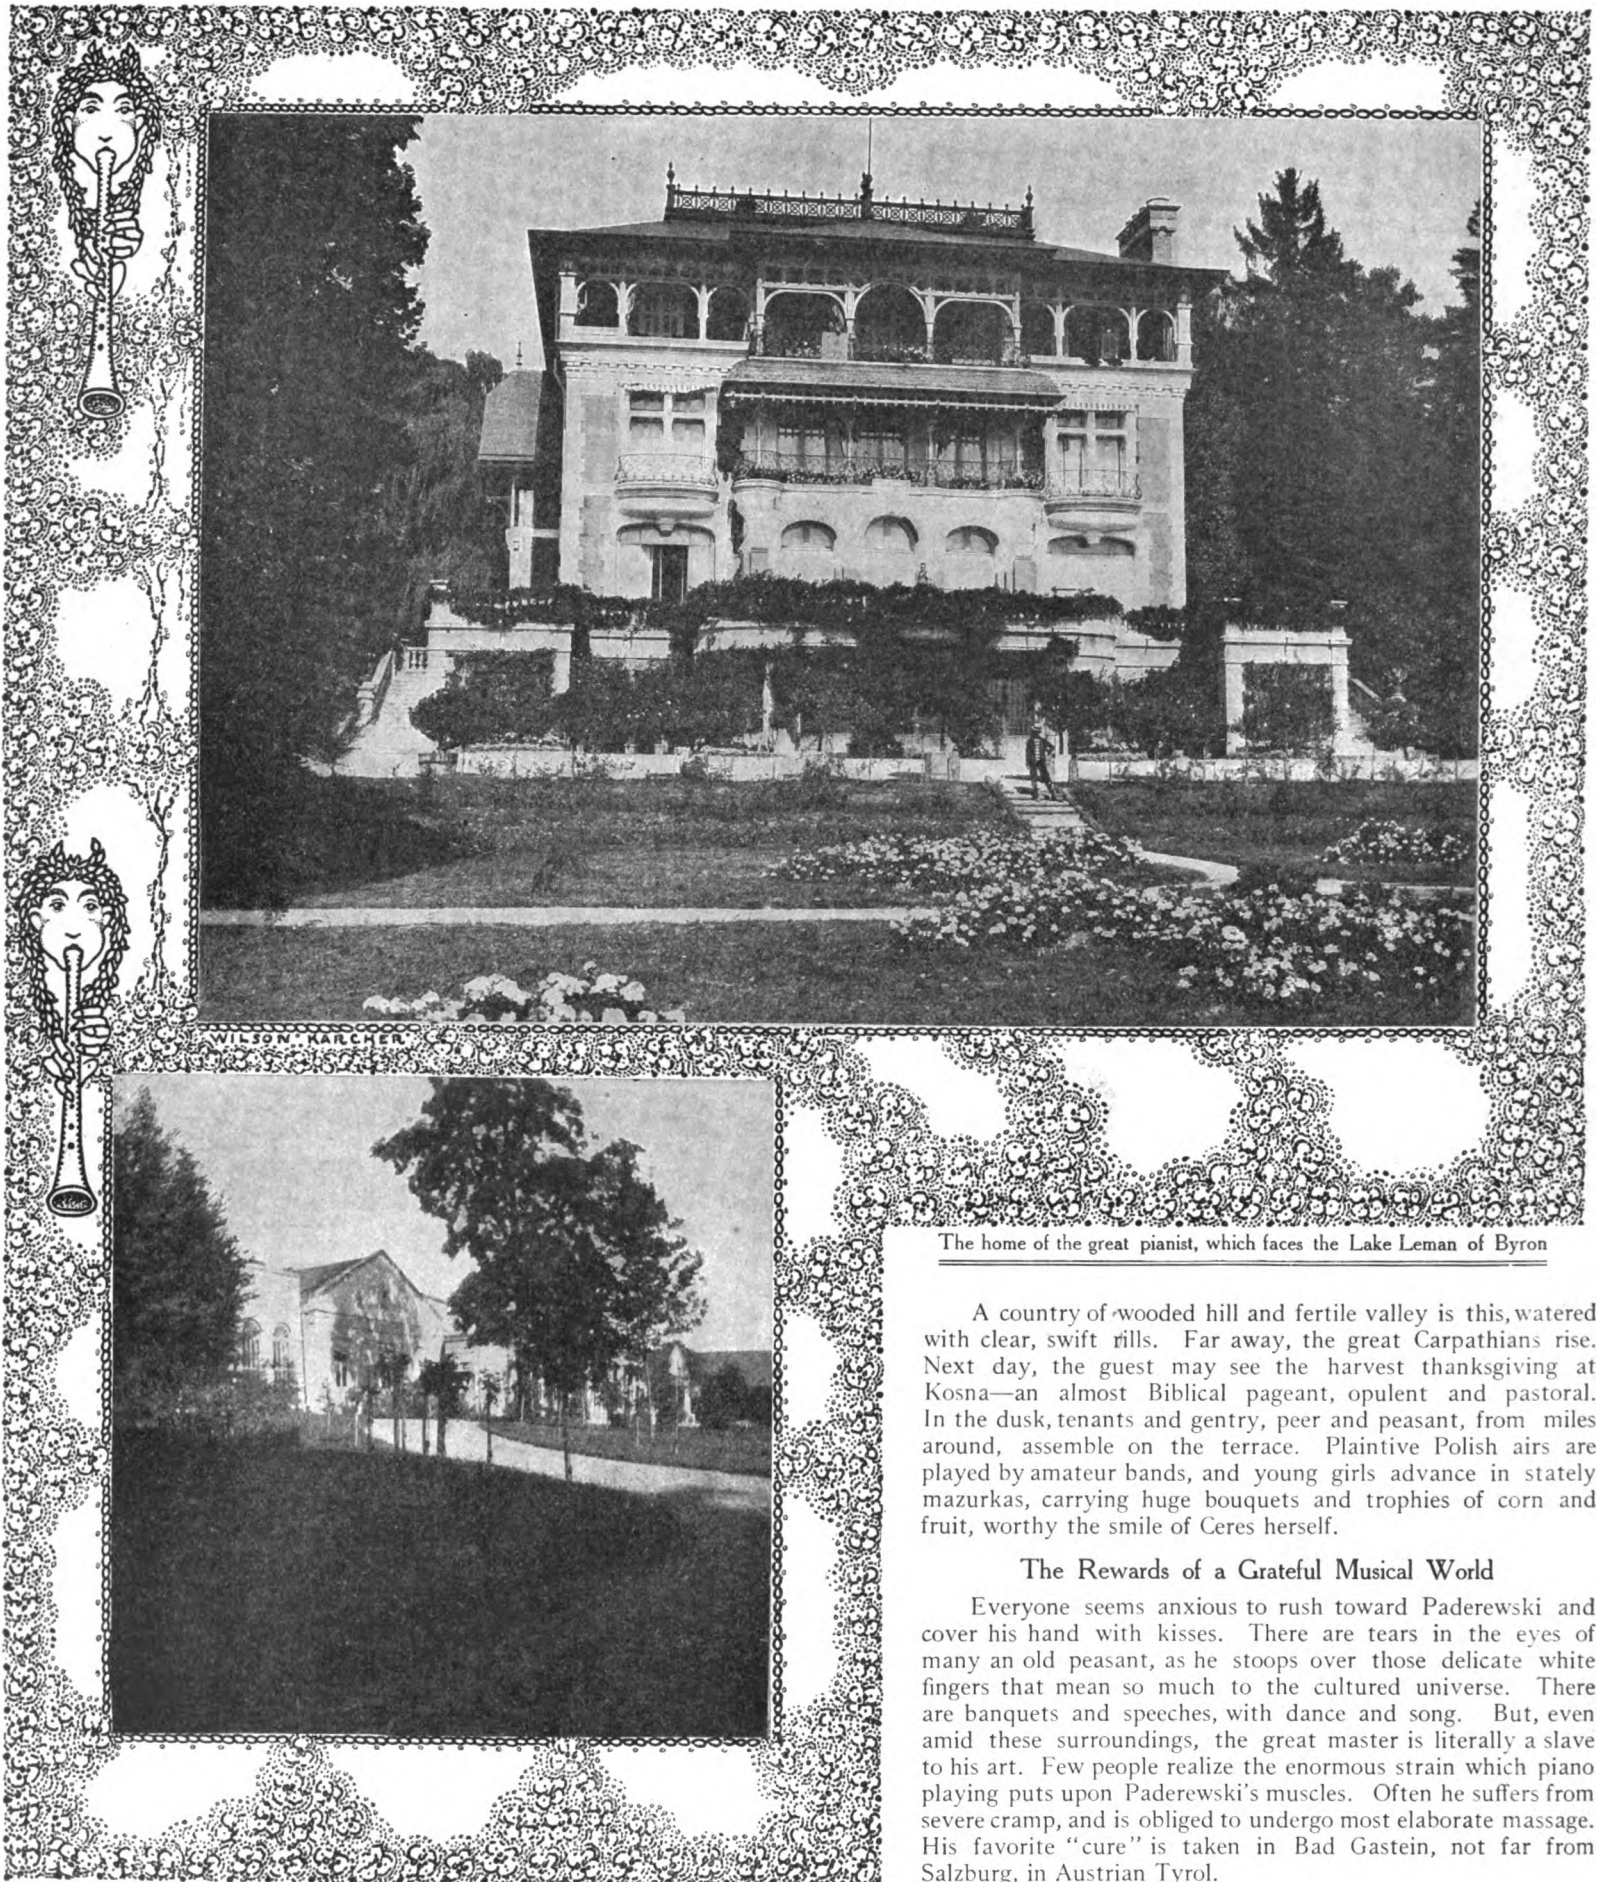 WILSON KARCHER
The home of the great pianist, which faces the Lake Leman of Byron
A country of wooded hill and fertile valley is this, watered
with clear, swift rills. Far away, the great Carpathians rise.
Next day, the guest may see the harvest thanksgiving at
Kosna—an almost Biblical pageant, opulent and pastoral.
In the dusk, tenants and gentry, peer and peasant, from miles
around, assemble on the terrace. Plaintive Polish airs are
played by amateur bands, and young girls advance in stately
mazurkas, carrying huge bouquets and trophies of corn and
fruit, worthy the smile of Ceres herself.
The Rewards of a Grateful Musical World
Everyone seems anxious to rush toward Paderewski and
cover his hand with kisses. There are tears in the eyes of
many an old peasant, as he stoops over those delicate white
fingers that mean so much to the cultured universe. There
are banquets and speeches, with dance and song. But, even
amid these surroundings, the great master is literally a slave
to his art. Few people realize the enormous strain which piano
playing puts upon Paderewski's muscles. Often he suffers from
severe cramp, and is obliged to undergo most elaborate massage.
His favorite "cure" is taken in Bad Gastein, not far from
Salzburg, in Austrian Tyrol.